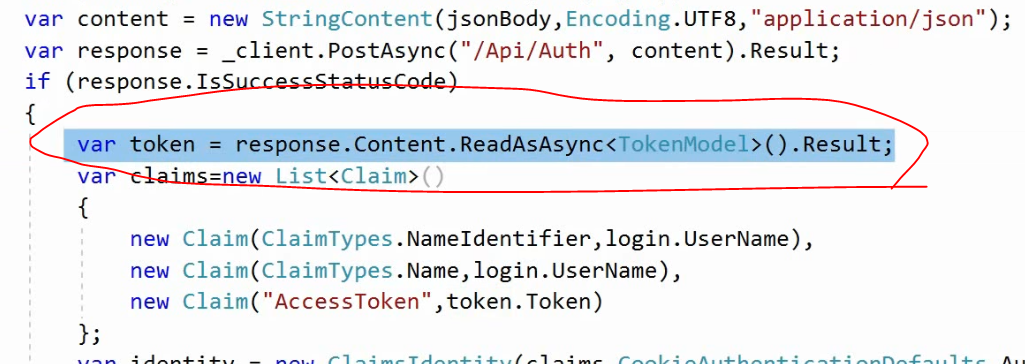 var content = new StringContent(jsonBody,Encoding.UTF8,"application/json");
var response = _client.PostAsync("/Api/Auth", content).Result;
if (response.IsSuccessStatusCode)
{
var token = response.Content.ReadAsAsync<TokenModel>().Result;
var claims=new List<Claim>()
{
new Claim(ClaimTypes.NameIdentifier,login.UserName),
new Claim(ClaimTypes.Name,login.UserName),
new Claim("AccessToken",token.Token)
};
var identity = new ClaimsIdentity(claims,CookieAuthenticationDefaults.Au